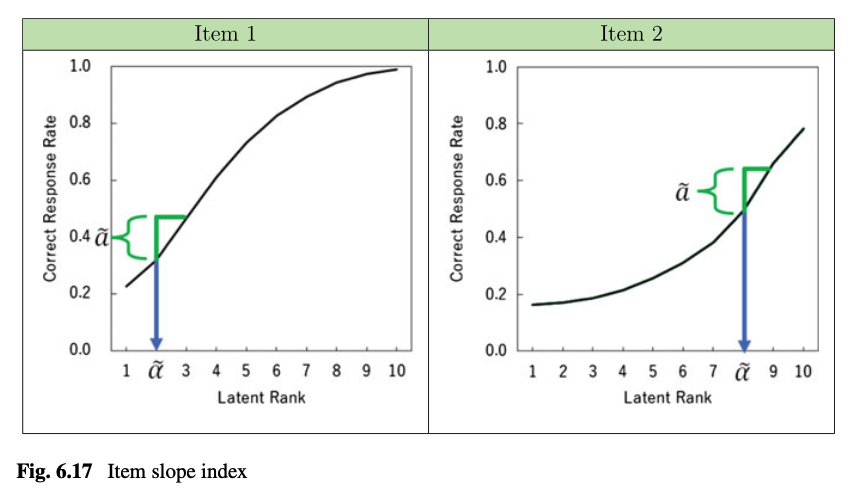 Item 1
Item 2
Correct Response Rate
1.0
0.8
0.6
0.4
0.2
0.0
ã
1 α̃ 3 4 5 6 7 8 9 10
Latent Rank
Correct Response Rate
1.0
0.8
0.6
0.4
0.2
0.0
ã
1 2 3 4 5 6 7 α̃ 9 10
Latent Rank
Fig. 6.17 Item slope index